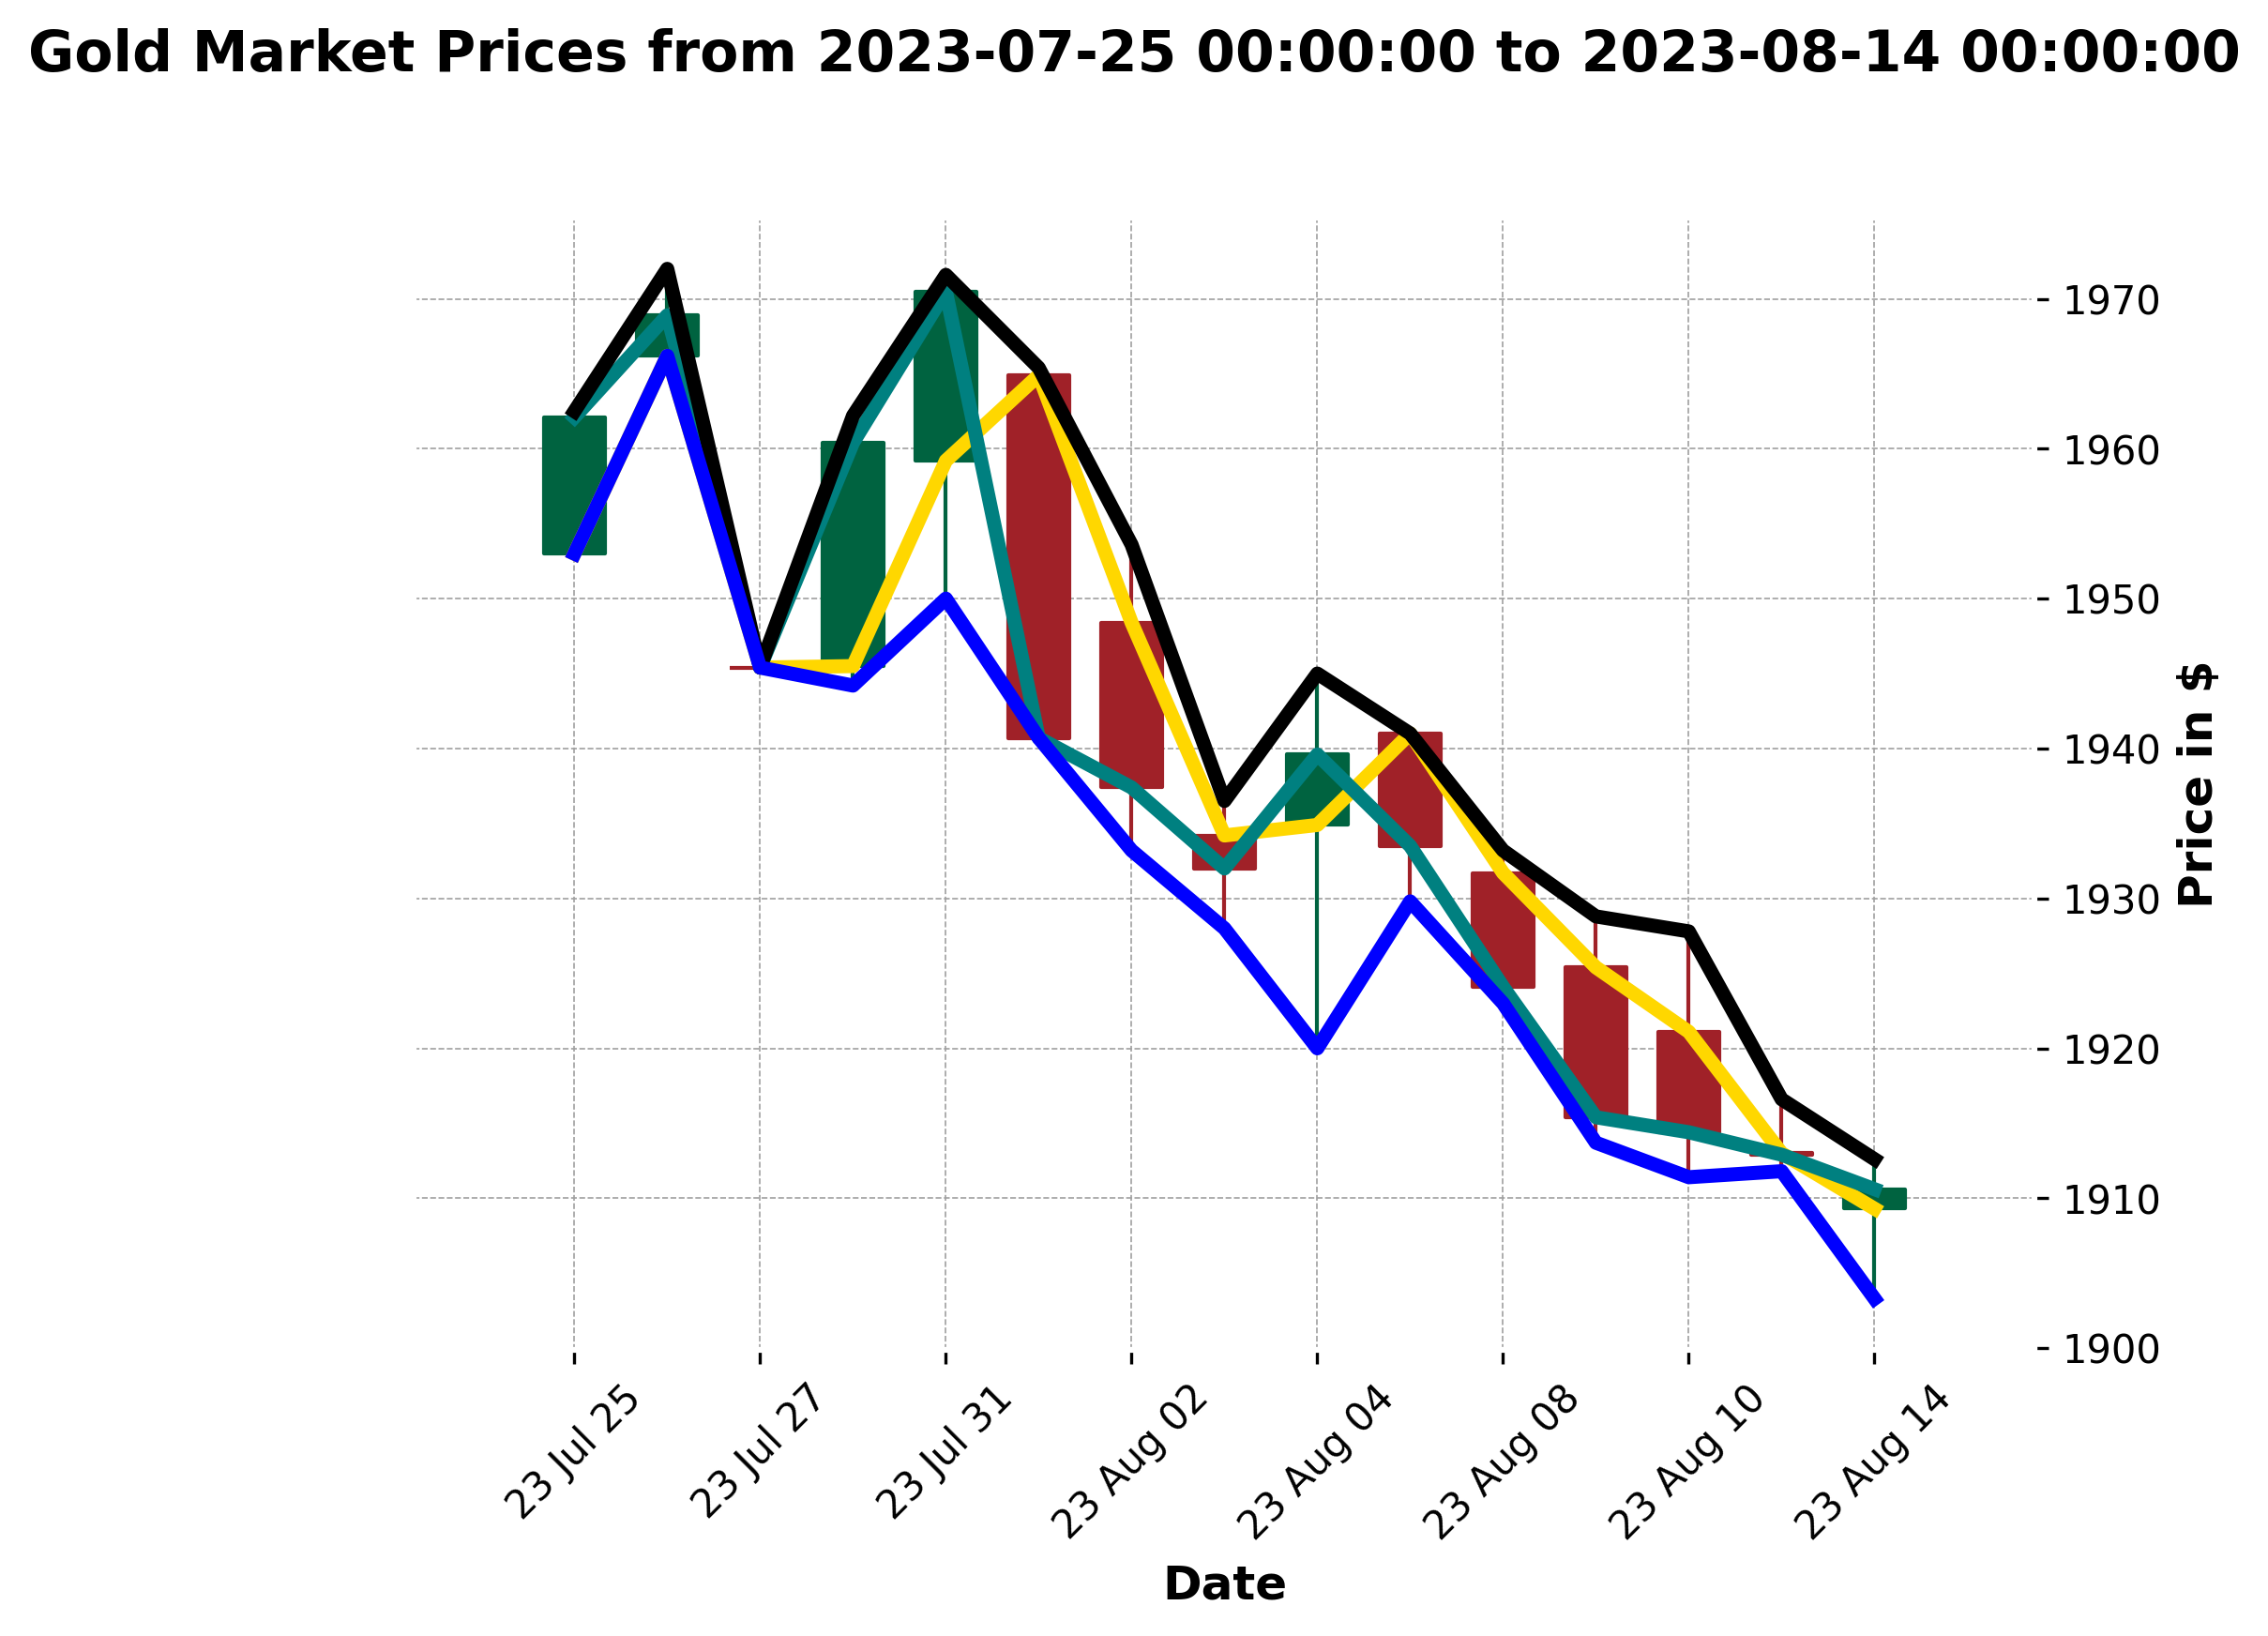 Gold Market Prices from 2023-07-25 00:00:00 to 2023-08-14 00:00:00
1970
1960
1950
1940
1930
1920
1910
1900
Price in $
23 Jul 25
23 Jul 27
23 Jul 31
23 Aug 02
23 Aug 04
23 Aug 08
23 Aug 10
23 Aug 14
Date